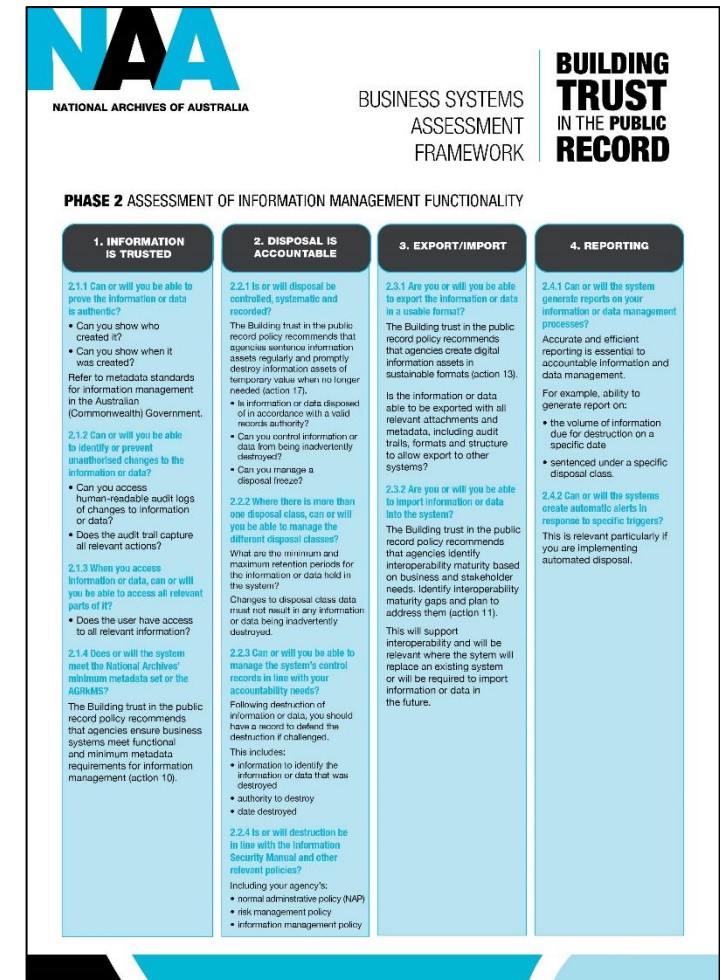 NAA
NATIONAL ARCHIVES OF AUSTRALIA
BUSINESS SYSTEMS
ASSESSMENT
FRAMEWORK
BUILDING
TRUST
IN THE PUBLIC
RECORD
PHASE 2 ASSESSMENT OF INFORMATION MANAGEMENT FUNCTIONALITY
1. INFORMATION
IS TRUSTED
2.1.1 Can or will you be able to
prove the information or data
is authentic?
• Can you show who
created it?
• Can you show when it
was created?
Refer to metadata standards
for information management
in the Australian
(Commonwealth) Government.
2.1.2 Can or will you be able
to identify or prevent
unauthorised changes to the
information or data?
• Can you access
human-readable audit logs
of changes to information
or data?
• Does the audit trail capture
all relevant actions?
2.1.3 When you access
information or data, can or will
you be able to access all relevant
parts of it?
• Does the user have access
to all relevant information?
2.1.4 Does or will the system
meet the National Archives'
minimum metadata set or the
AGRkMS?
The Building trust in the public
record policy recommends
that agencies ensure business
systems meet functional
and minimum metadata
requirements for information
management (action 10).
2. DISPOSAL IS
ACCOUNTABLE
2.2.1 Is or will disposal be
controlled, systematic and
recorded?
The Building trust in the public
record policy recommends that
agencies sentence information
assets regularly and promptly
destroy information assets of
temporary value when no longer
needed (action 17).
• Is information or data disposed
of in accordance with a valid
records authority?
• Can you control information or
data from being inadvertently
destroyed?
• Can you manage a
disposal freeze?
2.2.2 Where there is more than
one disposal class, can or will
you be able to manage the
different disposal classes?
What are the minimum and
maximum retention periods for
the information or data held in
the system?
Changes to disposal class data
must not result in any information
or data being inadvertently
destroyed.
2.2.3 Can or will you be able to
manage the system's control
records in line with your
accountability needs?
Following destruction of
information or data, you should
have a record to defend the
destruction if challenged.
This includes:
• information to identify the
information or data that was
destroyed
• authority to destroy
• date destroyed
2.2.4 Is or will destruction be
in line with the Information
Security Manual and other
relevant policies?
Including your agency's:
• normal adminstrative policy (NAP)
• risk management policy
• information management policy
3. EXPORT/IMPORT
2.3.1 Are you or will you be able
to export the information or data
in a usable format?
The Building trust in the public
record policy recommends
that agencies create digital
information assets in
sustainable formats (action 13).
Is the information or data
able to be exported with all
relevant attachments and
metadata, including audit
trails, formats and structure
to allow export to other
systems?
2.3.2 Are you or will you be able
to import information or data
into the system?
The Building trust in the public
record policy recommends
that agencies identify
interoperability maturity based
on business and stakeholder
needs. Identify interoperability
maturity gaps and plan to
address them (action 11).
This will support
interoperability and will be
relevant where the sytem will
replace an existing system
or will be required to import
information or data in
the future.
4. REPORTING
2.4.1 Can or will the system
generate reports on your
information or data management
processes?
Accurate and efficient
reporting is essential to
accountable information and
data management.
For example, ability to
generate report on:
• the volume of information
due for destruction on a
specific date
• sentenced under a specific
disposal class.
2.4.2 Can or will the systems
create automatic alerts in
response to specific triggers?
This is relevant particularly if
you are implementing
automated disposal.